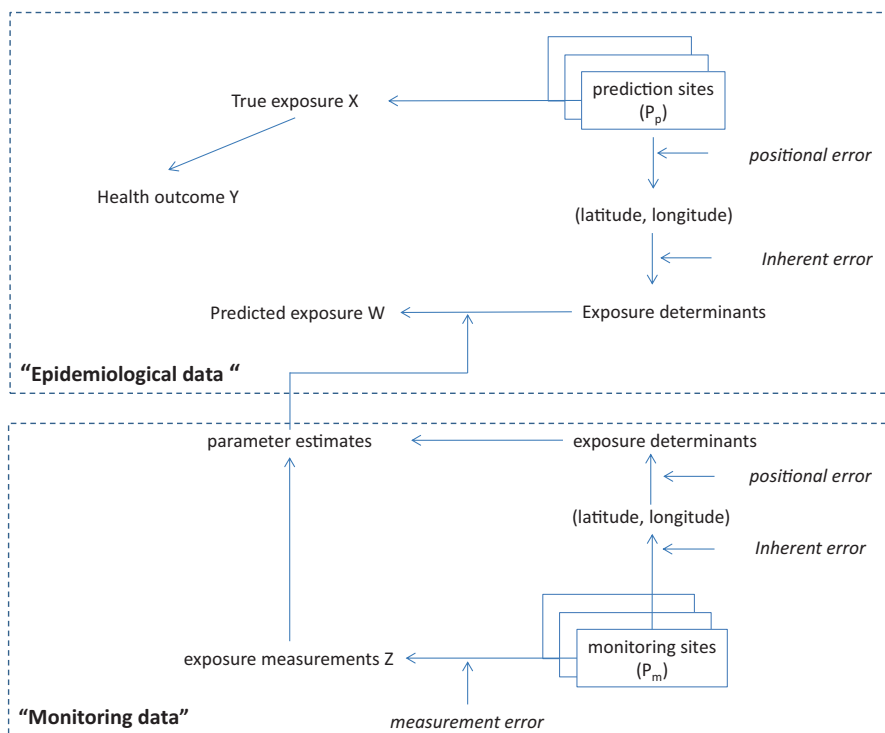 prediction sites
(Pp)
True exposure X
positional error
Health outcome Y
(latitude, longitude)
Inherent error
Predicted exposure W
Exposure determinants
“Epidemiological data “
parameter estimates
exposure determinants
positional error
(latitude, longitude)
Inherent error
monitoring sites
(Pm)
exposure measurements Z
measurement error
“Monitoring data”